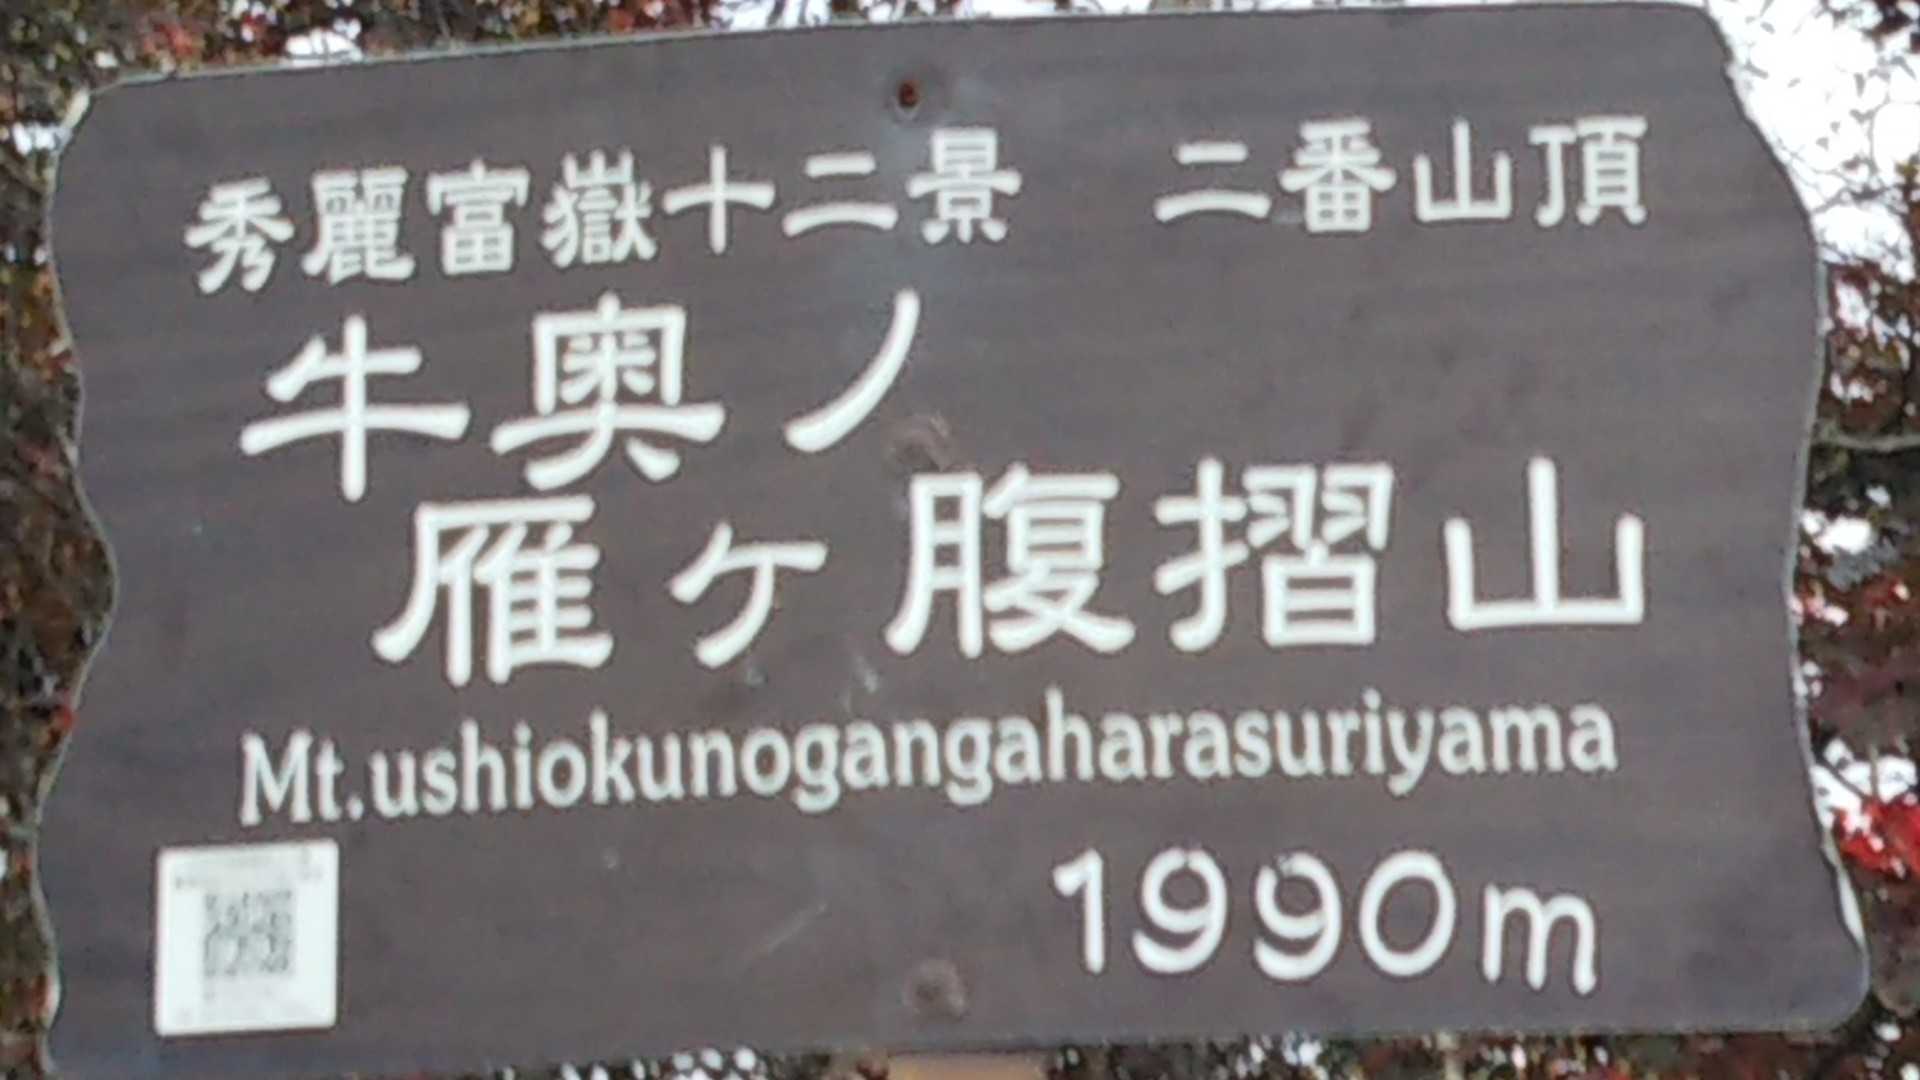 秀麗富嶽十二景 二番山頂
牛奥ノ
雁ヶ腹摺山
Mt.ushiokunogangaharasuriyama
1990m